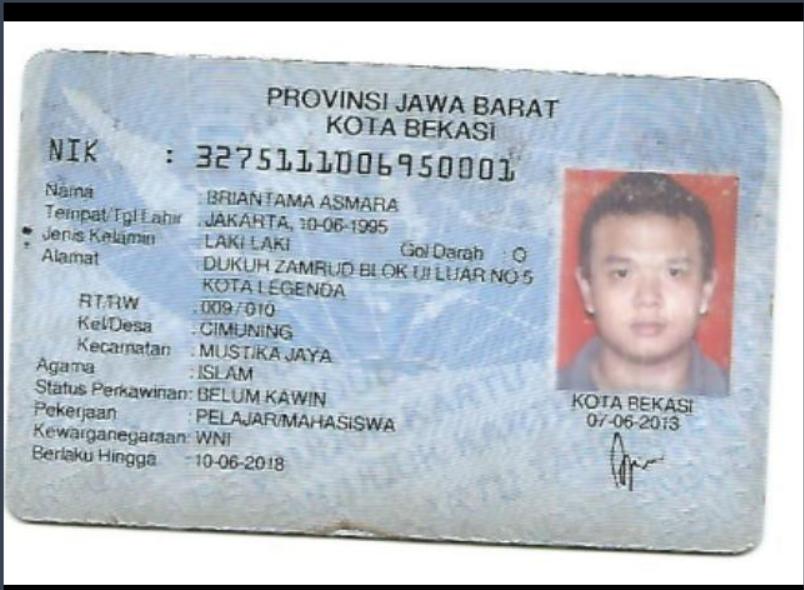 PROVINSI JAWA BARAT
KOTA BEKASI
NIK : 3275111006950001
Nama : BRIANTAMA ASMARA
Tempat/Tgl Lahir : JAKARTA, 10-06-1995
Jenis Kelamin : LAKI LAKI Gol Darah : O
Alamat : DUKUH ZAMRUD BLOK UI LUAR NO 5
KOTA LEGENDA
RT/RW : 009/010
Kel/Desa : CIMUNING
Kecamatan : MUSTIKA JAYA
Agama : ISLAM
Status Perkawinan: BELUM KAWIN
Pekerjaan : PELAJAR/MAHASISWA
Kewarganegaraan: WNI
Berlaku Hingga : 10-06-2018
KOTA BEKASI
07-06-2013